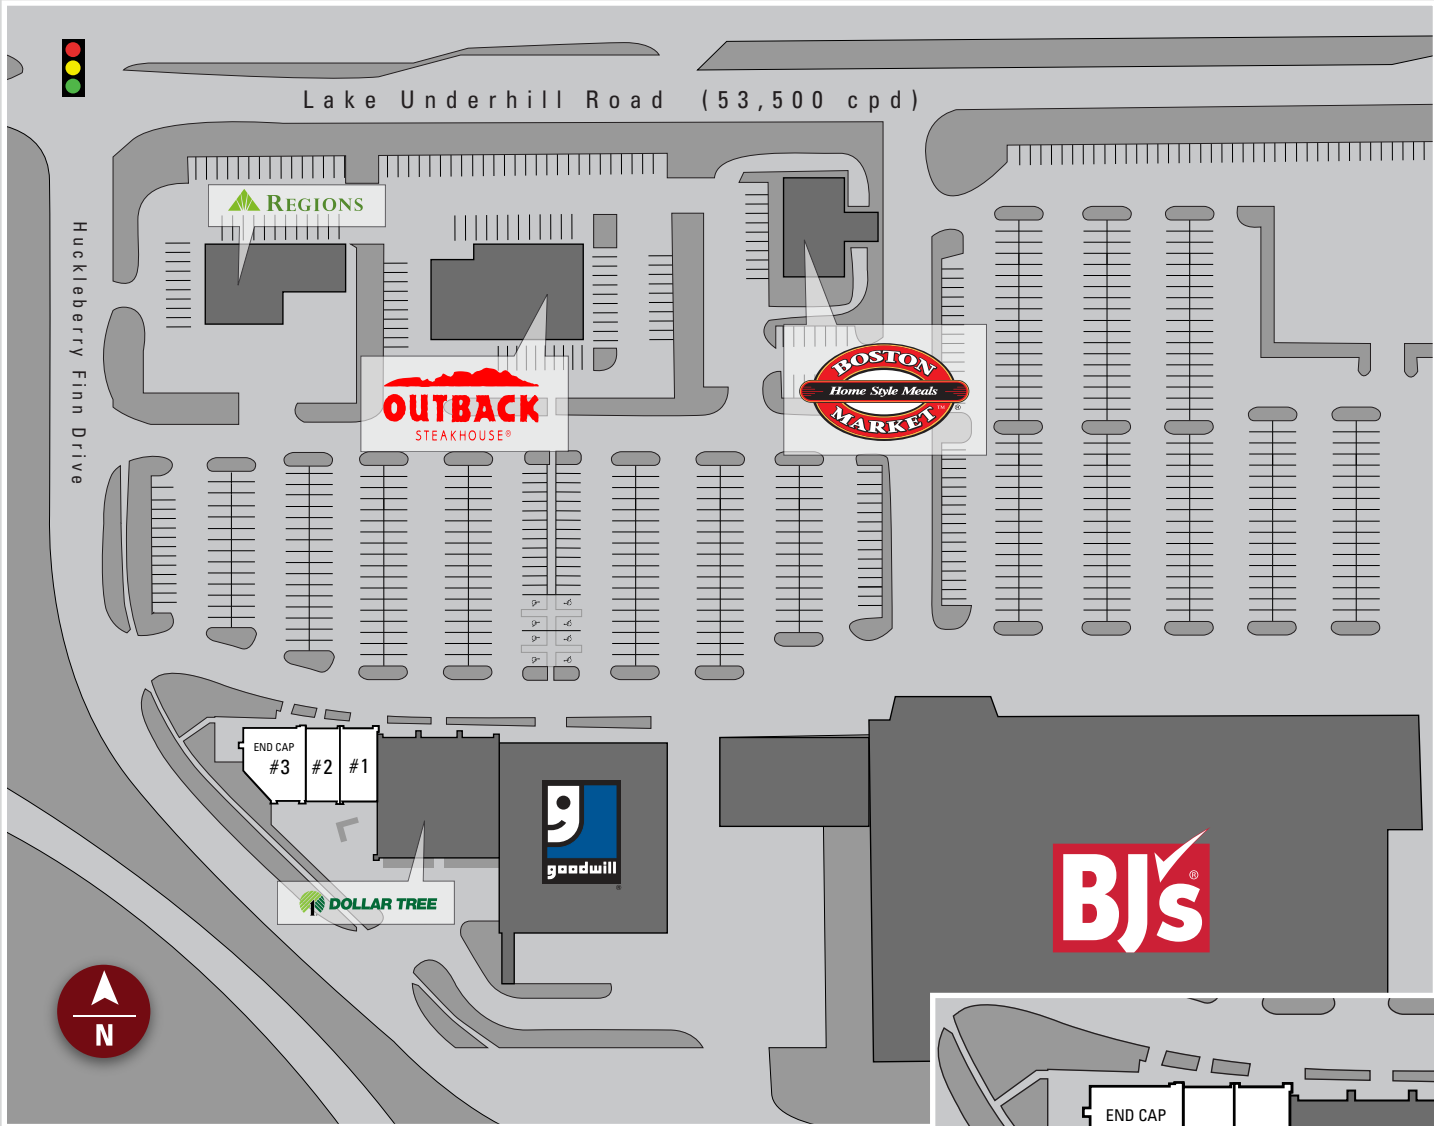 Lake Underhill Road (53,500 cpd)
REGIONS
Huckleberry Finn Drive
BOSTON
Home Style Meals
MARKET™
®
OUTBACK
STEAKHOUSE®
END CAP
#3
#2
#1
goodwill
®
BJ's®
DOLLAR TREE
N
END CAP